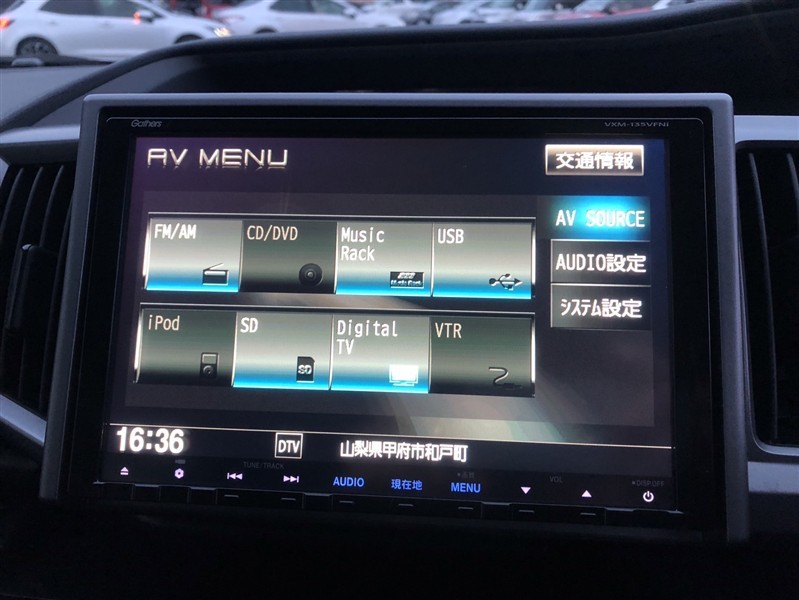 Gathers
VXM-135VFNi
AV MENU
交通情報
AV SOURCE
AUDIO設定
システム設定
FM/AM
CD/DVD
Music Rack
USB
iPod
SD
Digital TV
VTR
SD
16:36
DTV
山梨県甲府市和戸町
TUNE/TRACK
AUDIO
現在地
MENU
VOL
DISP OFF